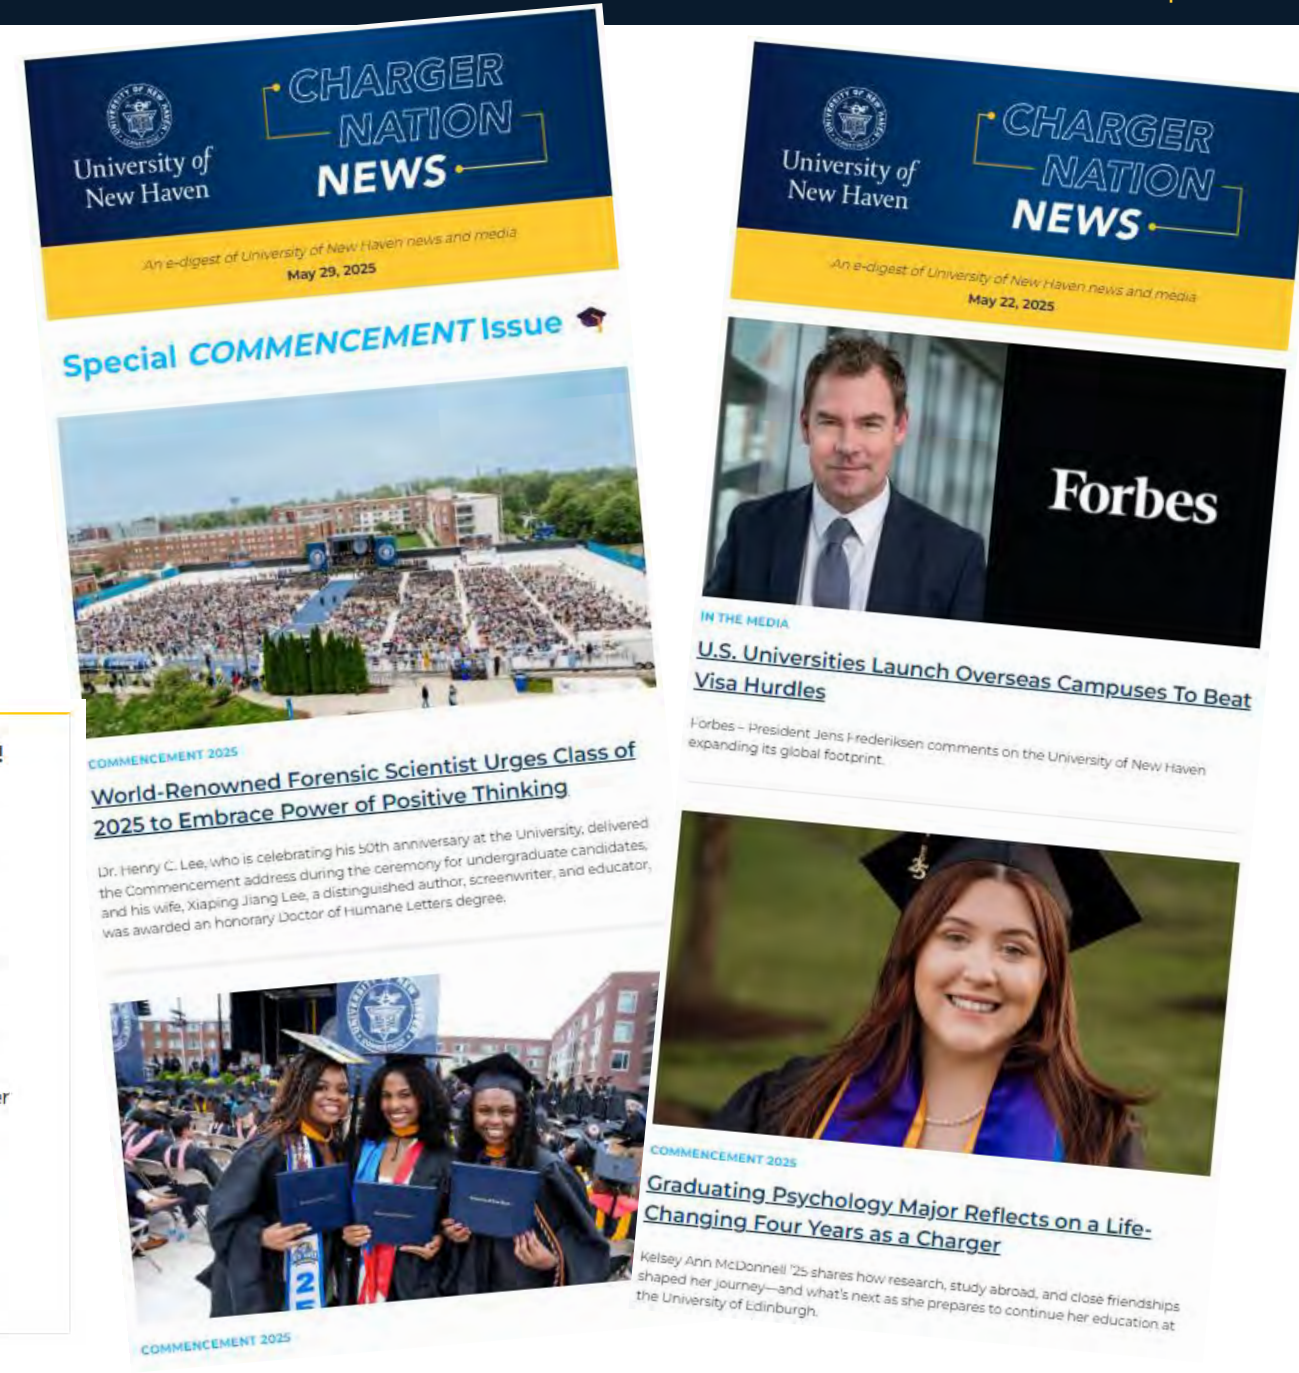 UNIVERSITY OF NEW HAVEN
University of
New Haven
CHARGER
NATION
NEWS
An e-digest of University of New Haven news and media
May 29, 2025
Special COMMENCEMENT Issue
COMMENCEMENT 2025
World-Renowned Forensic Scientist Urges Class of
2025 to Embrace Power of Positive Thinking
Dr. Henry C. Lee, who is celebrating his 50th anniversary at the University, delivered
the Commencement address during the ceremony for undergraduate candidates,
and his wife, Xiaping Jiang Lee, a distinguished author, screenwriter, and educator,
was awarded an honorary Doctor of Humane Letters degree.
COMMENCEMENT 2025
UNIVERSITY OF NEW HAVEN
University of
New Haven
CHARGER
NATION
NEWS
An e-digest of University of New Haven news and media
May 22, 2025
Forbes
IN THE MEDIA
U.S. Universities Launch Overseas Campuses To Beat
Visa Hurdles
Forbes – President Jens Frederiksen comments on the University of New Haven
expanding its global footprint.
25
COMMENCEMENT 2025
Graduating Psychology Major Reflects on a Life-
Changing Four Years as a Charger
Kelsey Ann McDonnell '25 shares how research, study abroad, and close friendships
shaped her journey—and what's next as she prepares to continue her education at
the University of Edinburgh.